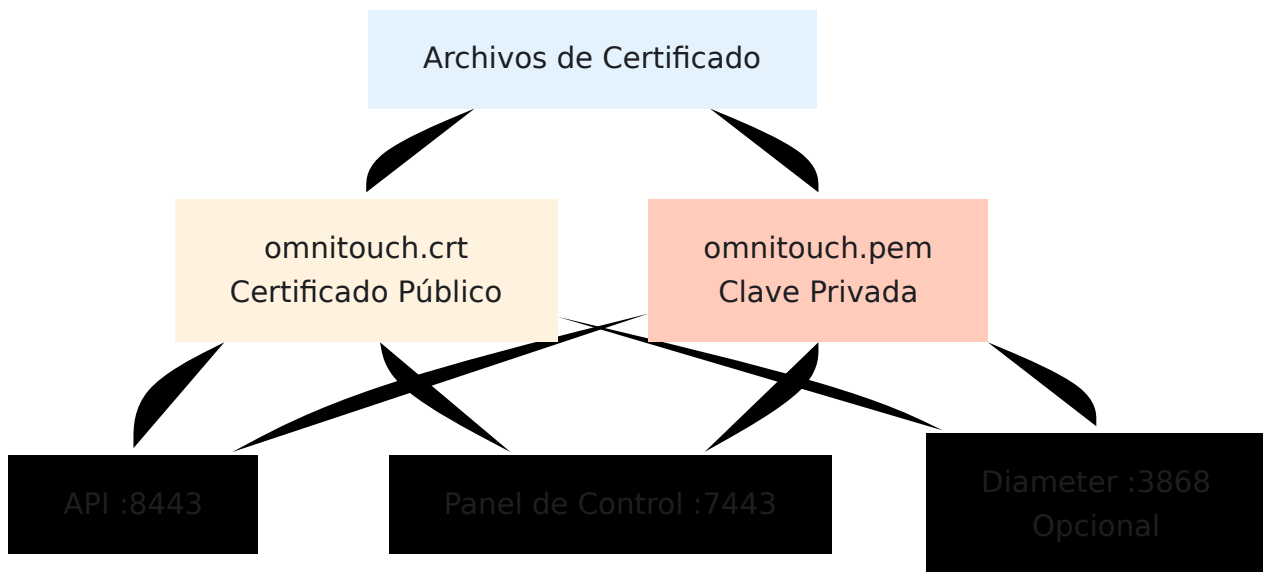 Archivos de Certificado
omnitouch.crt
Certificado Público
omnitouch.pem
Clave Privada
API :8443
Panel de Control :7443
Diameter :3868
Opcional